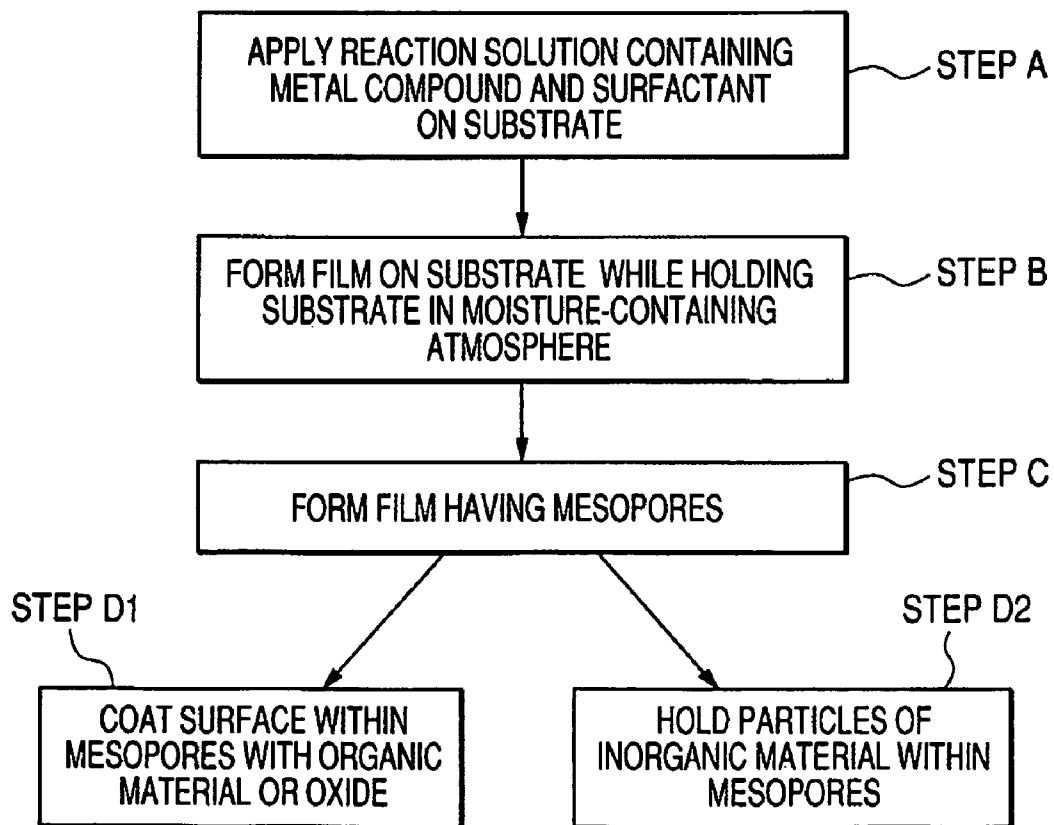 APPLY REACTION SOLUTION CONTAINING
METAL COMPOUND AND SURFACTANT
ON SUBSTRATE
STEP A
FORM FILM ON SUBSTRATE WHILE HOLDING
SUBSTRATE IN MOISTURE-CONTAINING
ATMOSPHERE
STEP B
FORM FILM HAVING MESOPORES
STEP C
STEP D1
COAT SURFACE WITHIN
MESOPORES WITH ORGANIC
MATERIAL OR OXIDE
STEP D2
HOLD PARTICLES OF
INORGANIC MATERIAL WITHIN
MESOPORES